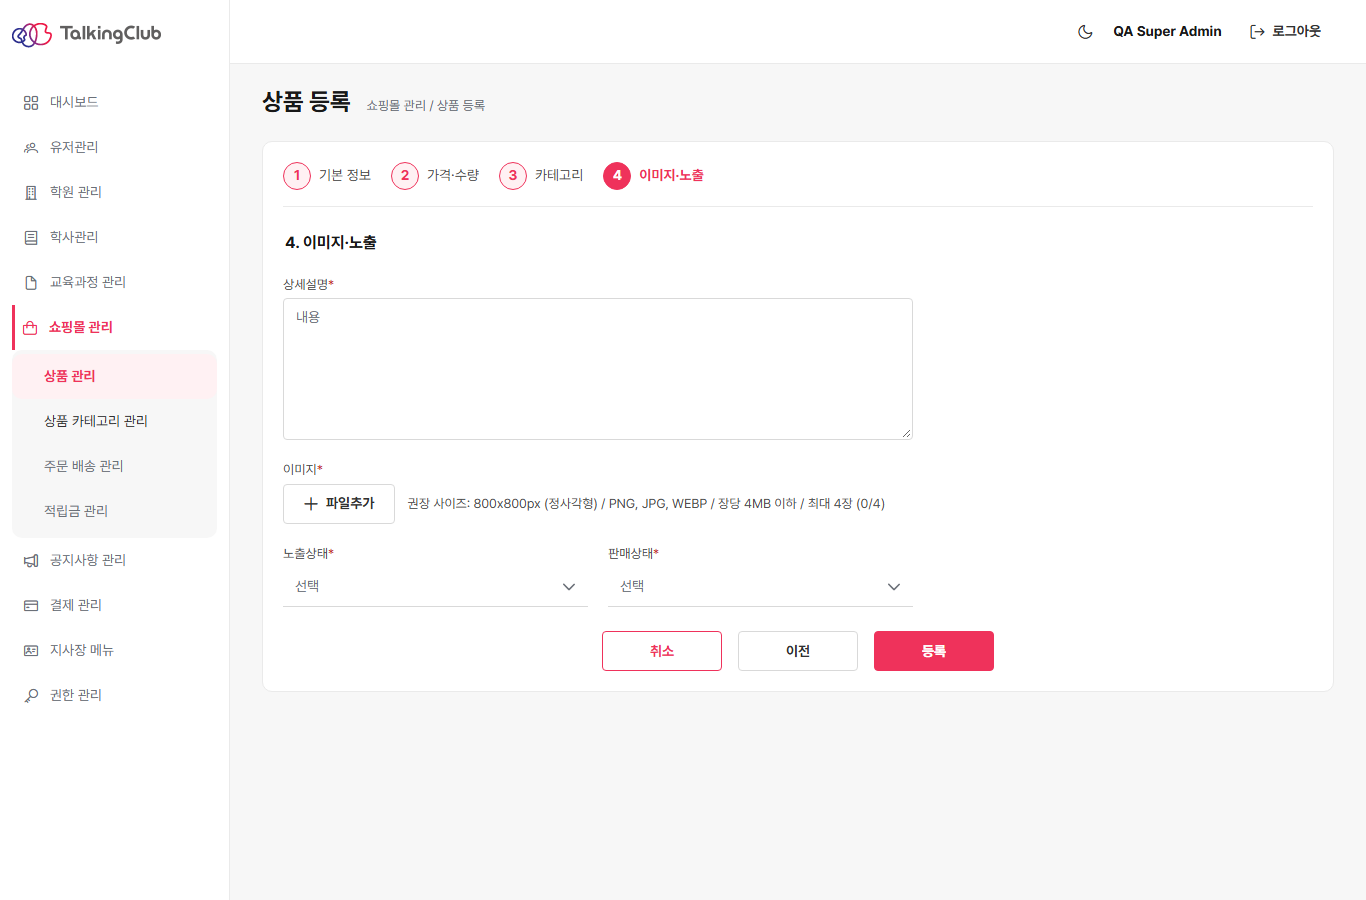 TalkingClub
QA Super Admin
로그아웃
대시보드
유저관리
학원 관리
학사관리
교육과정 관리
쇼핑몰 관리
상품 관리
상품 카테고리 관리
주문 배송 관리
적립금 관리
공지사항 관리
결제 관리
지사장 메뉴
권한 관리
상품 등록 쇼핑몰 관리 / 상품 등록
1 기본 정보 2 가격·수량 3 카테고리 4 이미지·노출
4. 이미지·노출
상세설명*
내용
이미지*
파일추가 권장 사이즈: 800x800px (정사각형) / PNG, JPG, WEBP / 장당 4MB 이하 / 최대 4장 (0/4)
노출상태* 판매상태*
선택 선택
취소 이전 등록